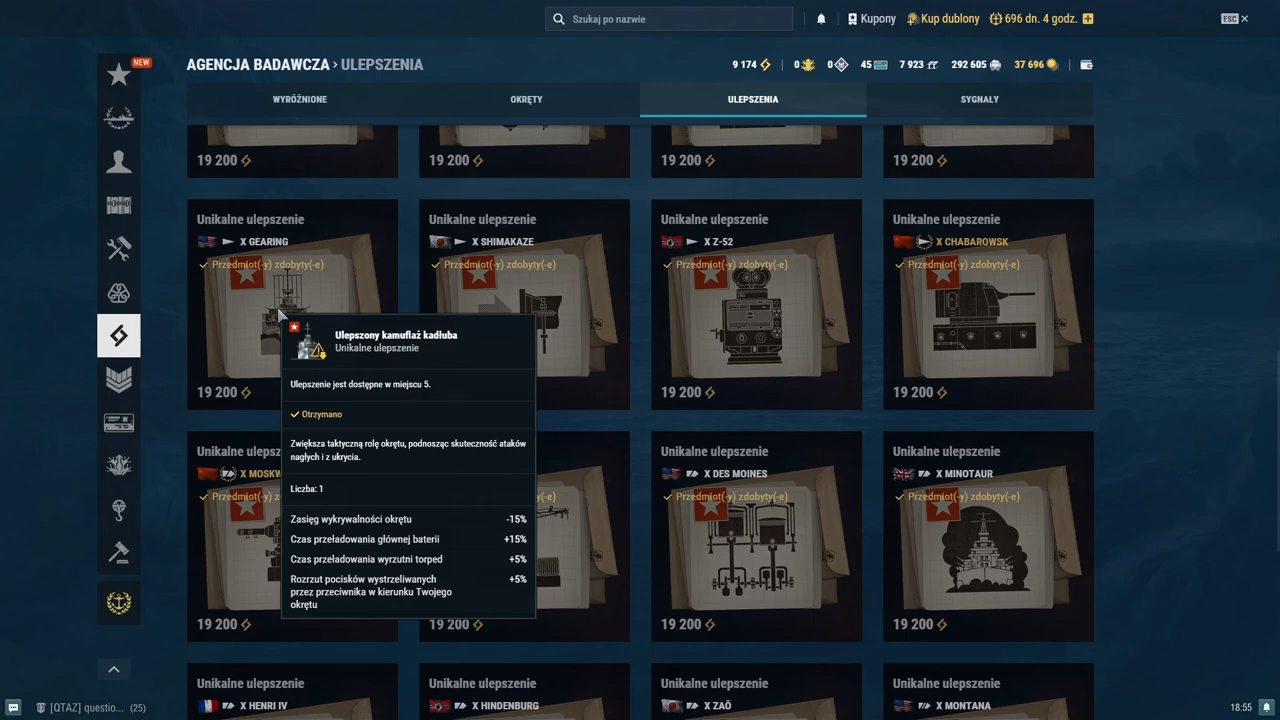 Szukaj po nazwie
Kupony
Kup dublony
696 dn. 4 godz.
ESC
NEW
AGENCJA BADAWCZA › ULEPSZENIA
9 174
0
0
45
7 923
292 605
37 696
WYRÓŻNIONE
OKRĘTY
ULEPSZENIA
SYGNAŁY
19 200
19 200
19 200
19 200
Unikalne ulepszenie
X GEARING
Przedmiot(-y) zdobyty(-e)
19 200
Unikalne ulepszenie
X SHIMAKAZE
Przedmiot(-y) zdobyty(-e)
Unikalne ulepszenie
X Z-52
Przedmiot(-y) zdobyty(-e)
19 200
Unikalne ulepszenie
X CHABAROWSK
Przedmiot(-y) zdobyty(-e)
19 200
Ulepszony kamuflaż kadłuba
Unikalne ulepszenie
Ulepszenie jest dostępne w miejscu 5.
Otrzymano
Zwiększa taktyczną rolę okrętu, podnosząc skuteczność ataków
nagłych i z ukrycia.
Liczba: 1
Zasięg wykrywalności okrętu -15%
Czas przeładowania głównej baterii +15%
Czas przeładowania wyrzutni torped +5%
Rozrzut pocisków wystrzeliwanych +5%
przez przeciwnika w kierunku Twojego
okrętu
Unikalne ulepszenie
X MOSKW
Przedmiot(-y) z
19 200
19 200
Unikalne ulepszenie
X DES MOINES
Przedmiot(-y) zdobyty(-e)
19 200
Unikalne ulepszenie
X MINOTAUR
Przedmiot(-y) zdobyty(-e)
19 200
Unikalne ulepszenie
X HENRI IV
Unikalne ulepszenie
X HINDENBURG
Unikalne ulepszenie
X ZAŌ
Unikalne ulepszenie
X MONTANA
[QTAZ] questio... (25)
18:55